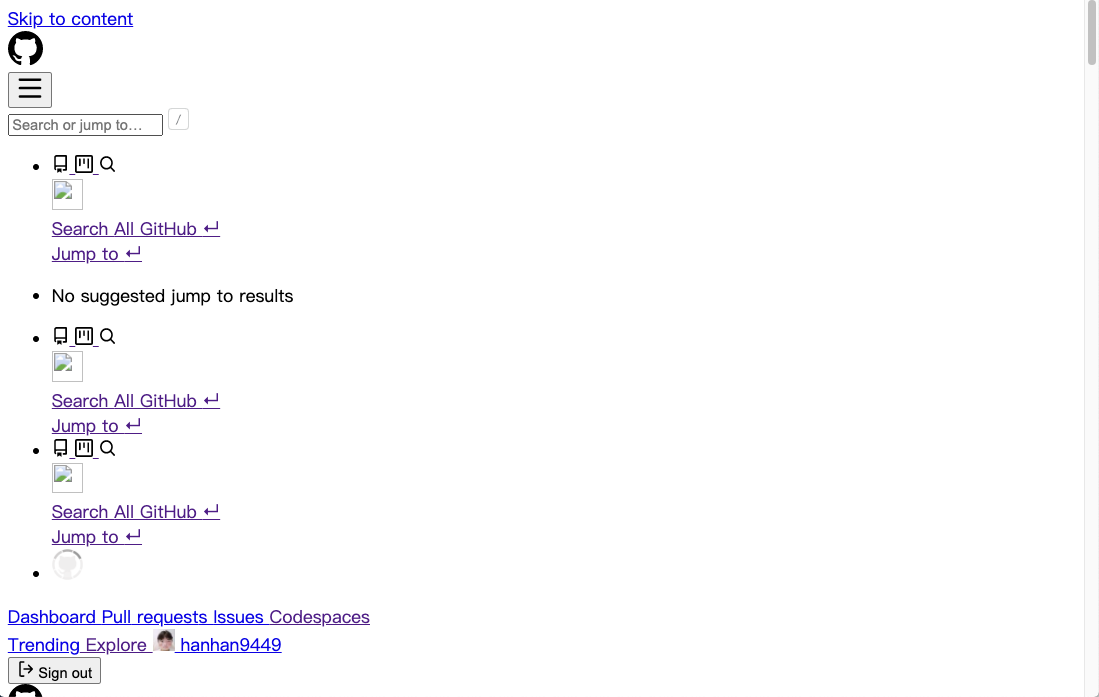 Skip to content
Search or jump to…
/
Search All GitHub ↵
Jump to ↵
No suggested jump to results
Search All GitHub ↵
Jump to ↵
Search All GitHub ↵
Jump to ↵
Dashboard Pull requests Issues Codespaces
Trending Explore hanhan9449
Sign out